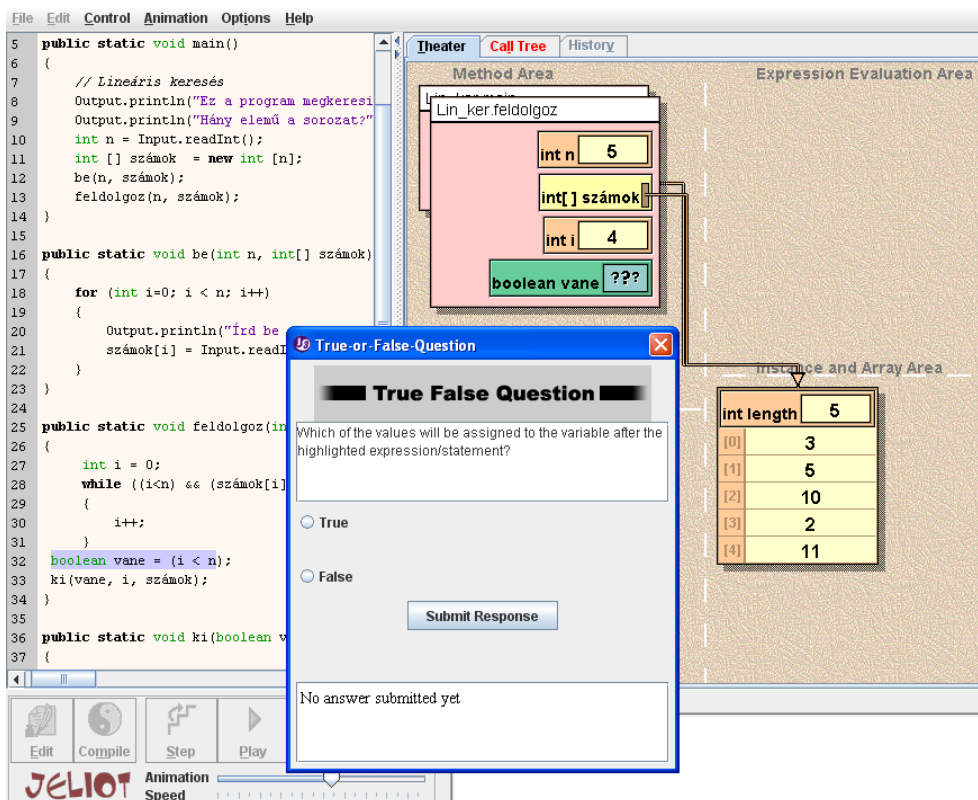 File Edit Control Animation Options Help
5 public static void main()
6 {
7 // Lineáris keresés
8 Output.println("Ez a program megkeresi
9 Output.println("Hány elemű a sorozat?"
10 int n = Input.readInt();
11 int [] számok = new int [n];
12 be(n, számok);
13 feldolgoz(n, számok);
14 }
15
16 public static void be(int n, int[] számok)
17 {
18 for (int i=0; i < n; i++)
19 {
20 Output.println("Írd be
21 számok[i] = Input.readI
22 }
23 }
24
25 public static void feldolgoz(in
26 {
27 int i = 0;
28 while ((i<n) && (számok[i]
29 {
30 i++;
31 }
32 boolean vane = (i < n);
33 ki(vane, i, számok);
34 }
35
36 public static void ki(boolean v
37 {
Edit Compile Step Play
JELIOT
Animation
Speed
Theater Call Tree History
Method Area
Expression Evaluation Area
Lin_ker.feldolgoz
int n 5
int[ ] számok
int i 4
boolean vane ???
Instance and Array Area
int length 5
[0] 3
[1] 5
[2] 10
[3] 2
[4] 11
True-or-False-Question
True False Question
Which of the values will be assigned to the variable after the
highlighted expression/statement?
True
False
Submit Response
No answer submitted yet